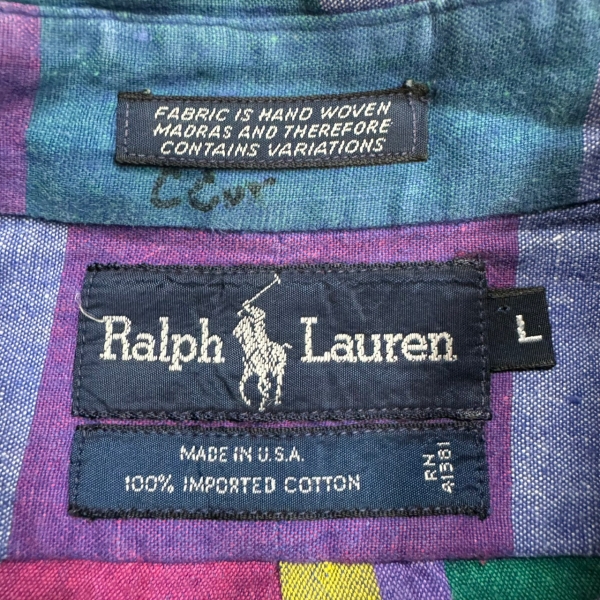 FABRIC IS HAND WOVEN
MADRAS AND THEREFORE
CONTAINS VARIATIONS
Ralph Lauren
L
MADE IN U.S.A.
100% IMPORTED COTTON
RN
41381